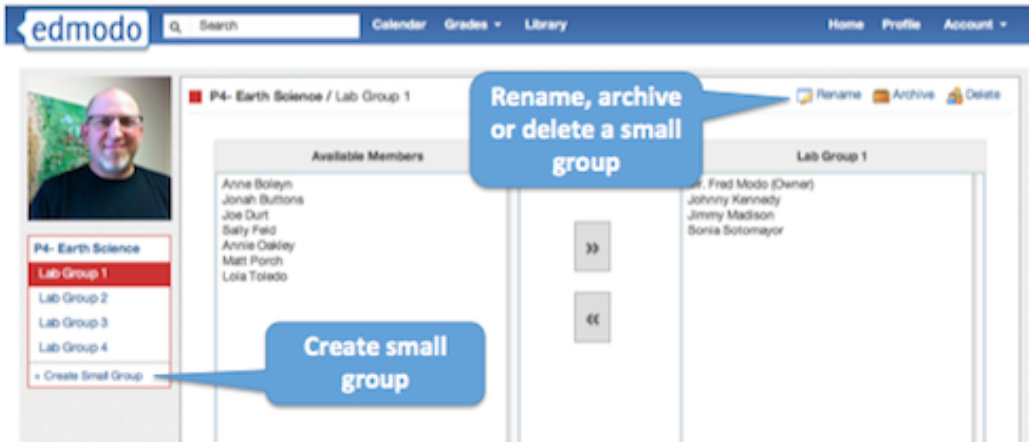 edmodo
Search
Calendar Grades Library
Home Profile Account
P4- Earth Science / Lab Group 1
Rename Archive Delete
Rename, archive
or delete a small
group
Available Members
Anne Boleyn
Jonah Buttons
Joe Durt
Sally Feld
Annie Oakley
Matt Porch
Lola Toledo
»
«
Lab Group 1
Fred Modo (Owner)
Johnny Kennedy
Jimmy Madison
Sonia Sotomayor
P4- Earth Science
Lab Group 1
Lab Group 2
Lab Group 3
Lab Group 4
+ Create Small Group
Create small
group